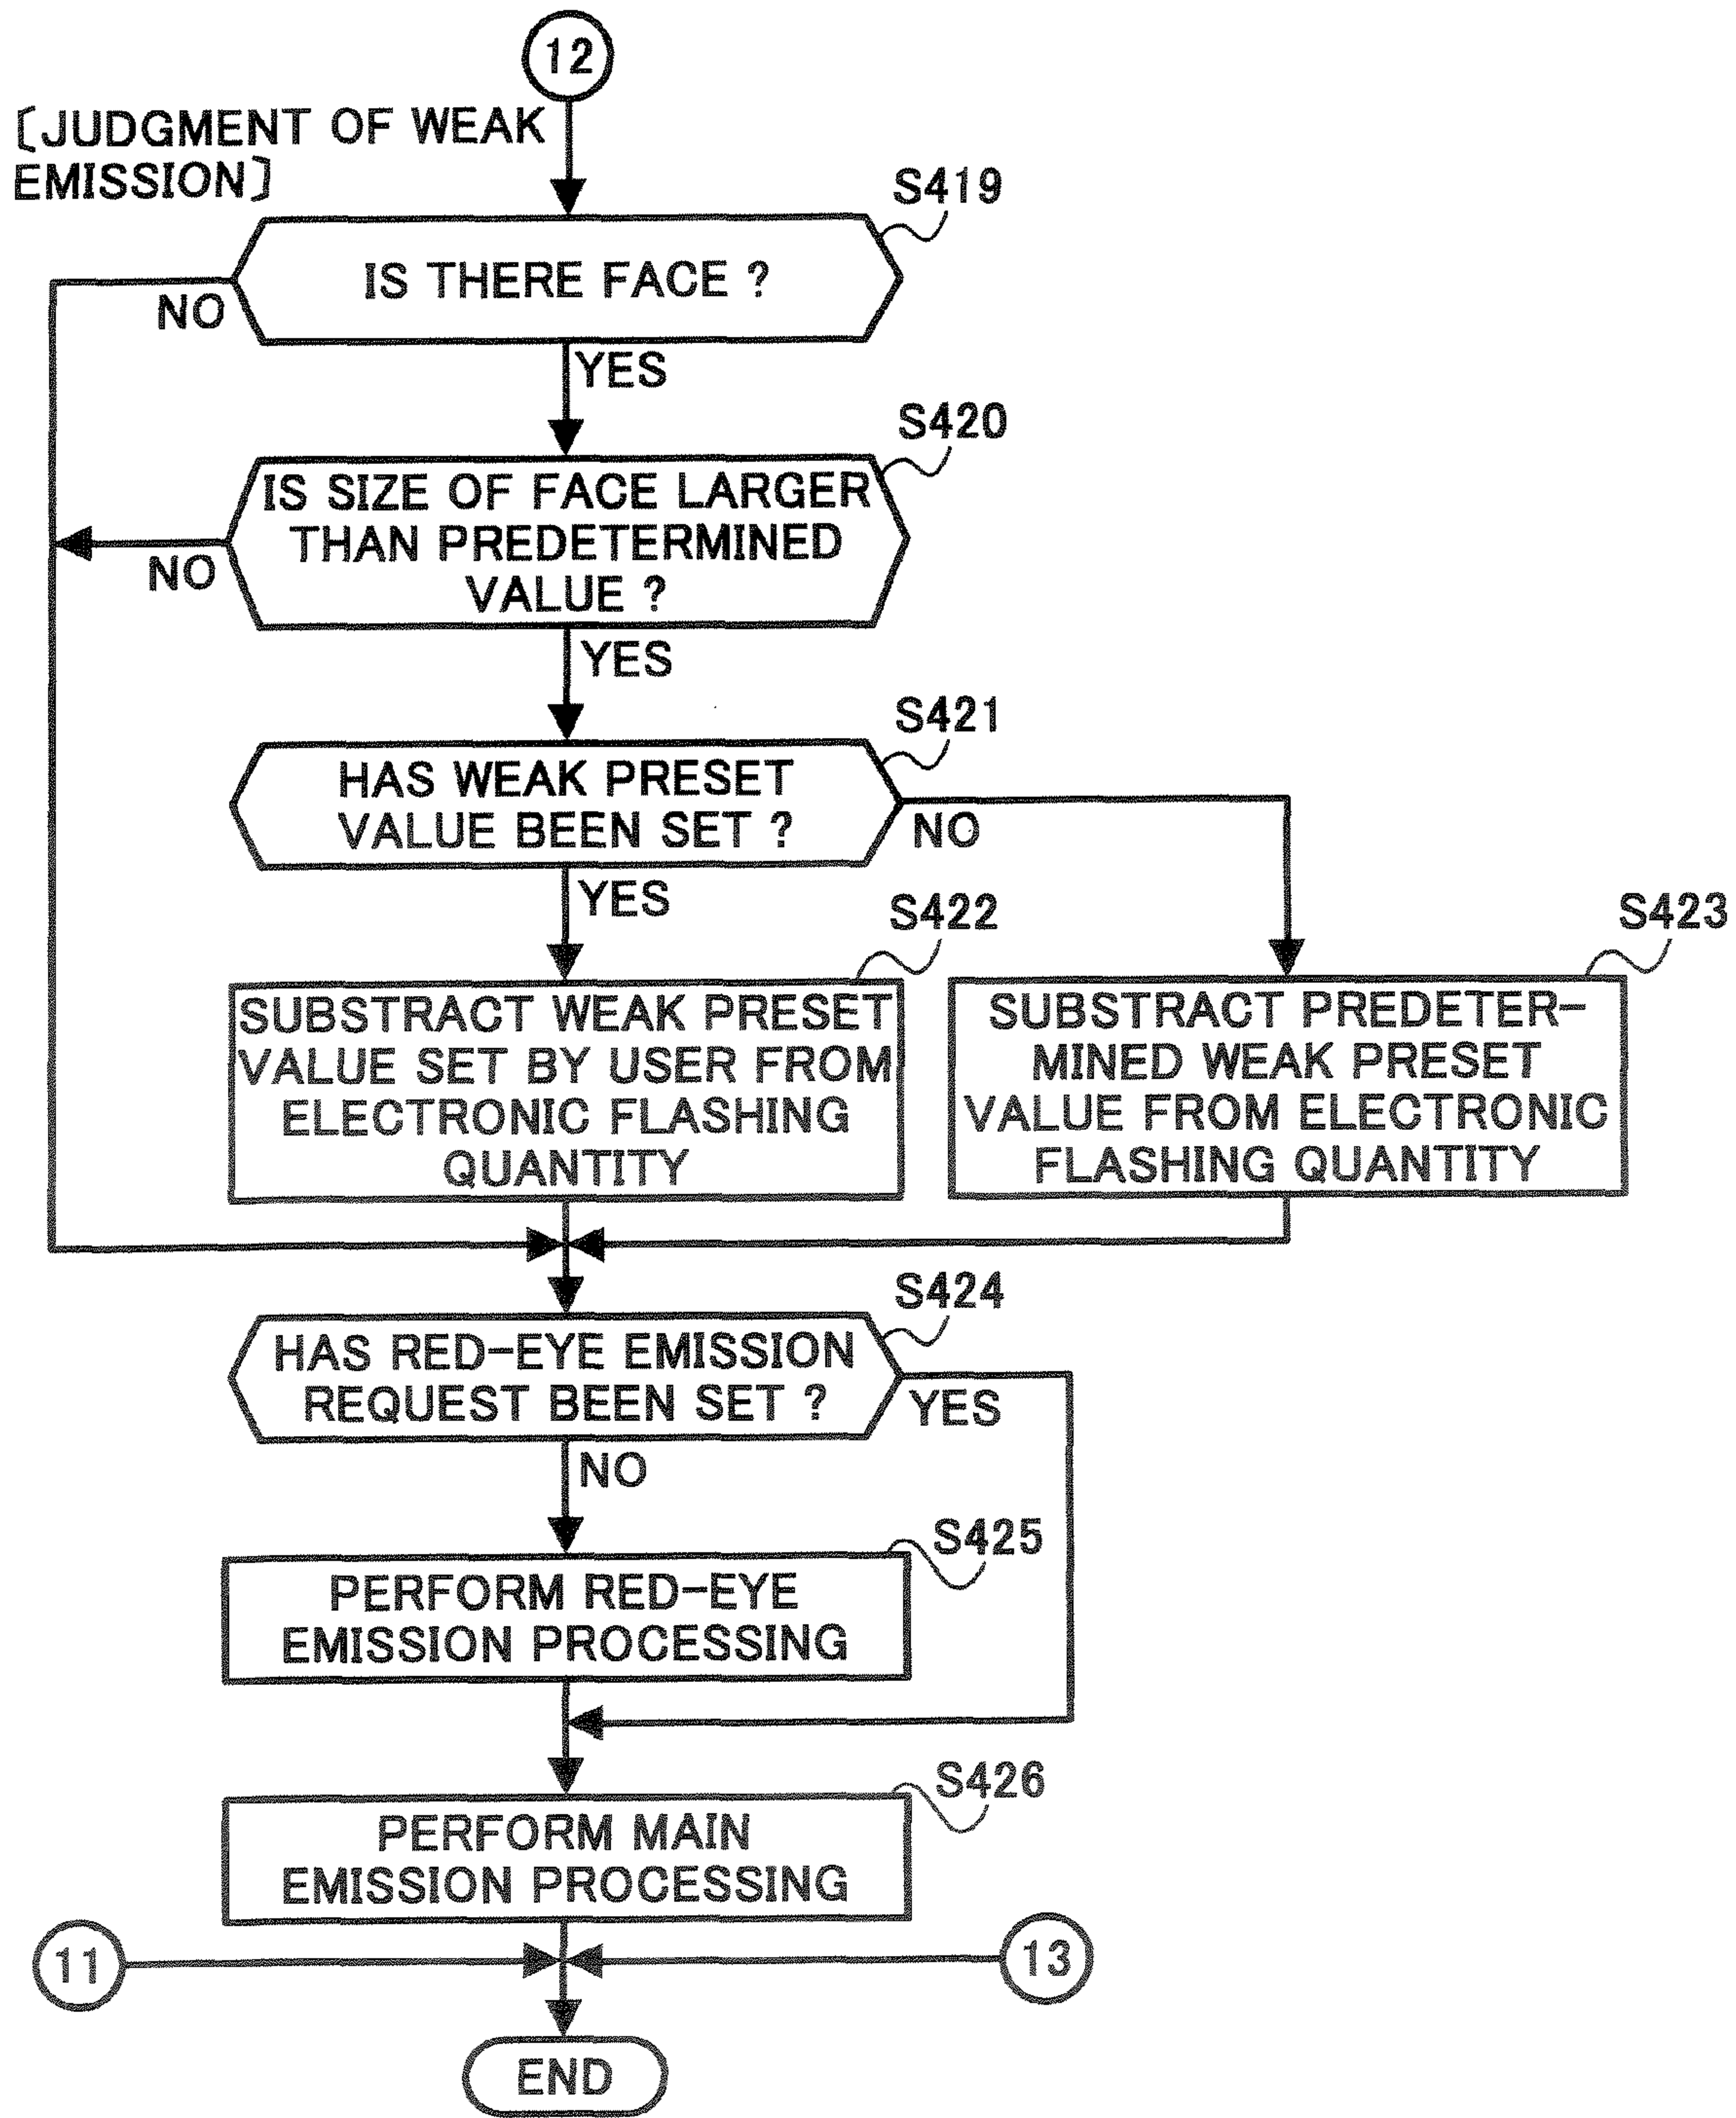 12
〔JUDGMENT OF WEAK
EMISSION〕
S419
IS THERE FACE ?
NO
YES
S420
IS SIZE OF FACE LARGER
THAN PREDETERMINED
VALUE ?
NO
YES
S421
HAS WEAK PRESET
VALUE BEEN SET ?
NO
YES
S422
SUBSTRACT WEAK PRESET
VALUE SET BY USER FROM
ELECTRONIC FLASHING
QUANTITY
S423
SUBSTRACT PREDETER-
MINED WEAK PRESET
VALUE FROM ELECTRONIC
FLASHING QUANTITY
S424
HAS RED-EYE EMISSION
REQUEST BEEN SET ?
YES
NO
S425
PERFORM RED-EYE
EMISSION PROCESSING
S426
PERFORM MAIN
EMISSION PROCESSING
11
13
END